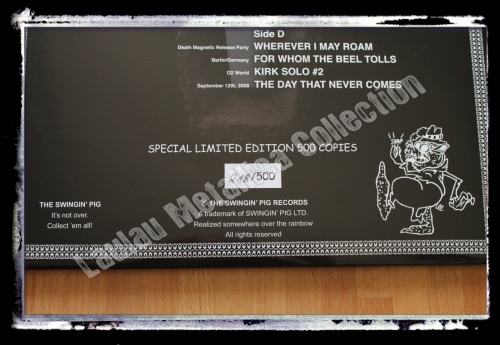 Side D
Death Magnetic Release Party WHEREVER I MAY ROAM
Berlin/Germany FOR WHOM THE BEEL TOLLS
O2 World KIRK SOLO #2
September 12th, 2008 THE DAY THAT NEVER COMES
SPECIAL LIMITED EDITION 500 COPIES
248/500
THE SWINGIN' PIG
It's not over.
Collect 'em all!
THE SWINGIN' PIG RECORDS
A trademark of SWINGIN' PIG LTD.
Realized somewhere over the rainbow
All rights reserved
Laulau Metallica Collection